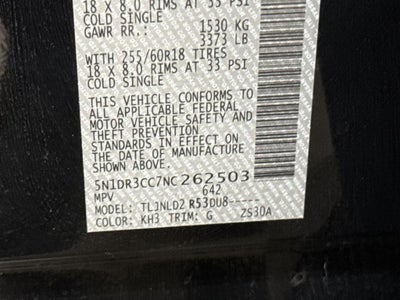 18 x 8.0 RIMS AT 33 PSI
COLD SINGLE
GAWR RR.: 1530 KG
3373 LB
WITH 255/60R18 TIRES
18 x 8.0 RIMS AT 33 PSI
COLD SINGLE
THIS VEHICLE CONFORMS TO
ALL APPLICABLE FEDERAL
MOTOR VEHICLE SAFETY
AND THEFT PREVENTION
STANDARDS IN EFFECT ON
THE DATE OF MANUFACTURE
SHOWN ABOVE.
5N1DR3CC7NC262503
MPV 642
MODEL: TL3NLD2 R53DU8-----
COLOR: KH3 TRIM: G ZS30A